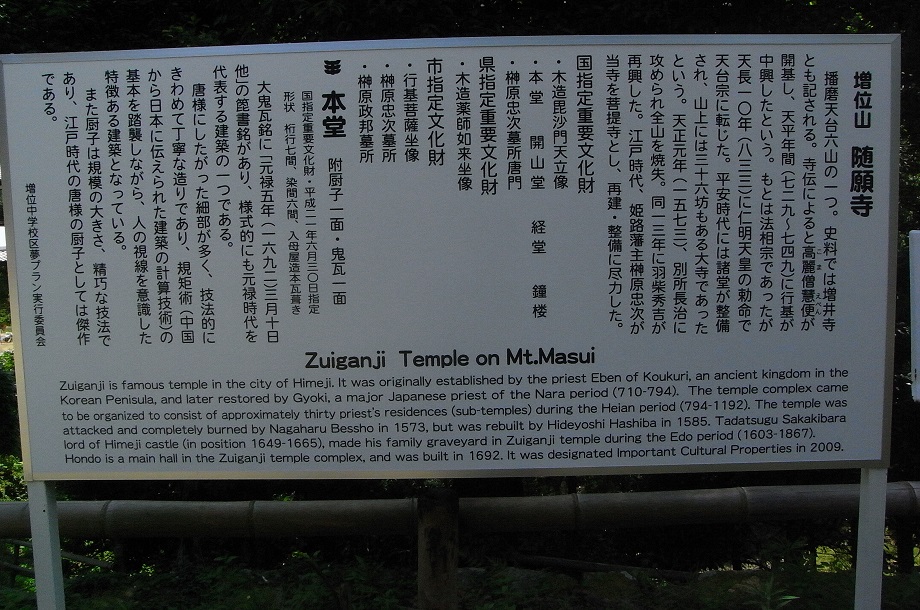 増位山 随願寺
播磨天台六山の一つ。史料では増井寺
とも記される。寺伝によると高麗僧慧便が
こま えべん
開基し、天平年間(七二九〜七四九)に行基が
中興したという。もとは法相宗であったが
天長一〇年(八三三)に仁明天皇の勅命で
天台宗に転じた。平安時代には諸堂が整備
され、山上には三十六坊もある大寺であった
という。天正元年(一五七三)、別所長治に
攻められ全山を焼失。同一三年に羽柴秀吉が
再興した。江戸時代、姫路藩主榊原忠次が
当寺を菩提寺とし、再建・整備に尽力した。
国指定重要文化財
・木造毘沙門天立像
・本堂 開山堂 経堂 鐘楼
・榊原忠次墓所唐門
県指定重要文化財
・木造薬師如来坐像
市指定文化財
・行基菩薩坐像
・榊原忠次墓所
・榊原政邦墓所
本堂 附厨子一面・鬼瓦一面
国指定重要文化財・平成二一年六月三〇日指定
形状 桁行七間、染間六間、入母屋造本瓦葺き
大鬼瓦銘に「元禄五年(一六九二)三月十日
他」の箆書銘があり、様式的にも元禄時代を
代表する建築の一つである。
唐様にしたがった細部が多く、技法的に
きわめて丁寧な造りであり、規矩術(中国
から日本に伝えられた建築の計算技術)の
基本を踏襲しながら、人の視線を意識した
特徴ある建築となっている。
また厨子は規模の大きさ、精巧な技法で
あり、江戸時代の唐様の厨子としては傑作
である。
増位中学校区夢プラン実行委員会
Zuiganji Temple on Mt.Masui
Zuiganji is famous temple in the city of Himeji. It was originally established by the priest Eben of Koukuri, an ancient kingdom in the
Korean Penisula, and later restored by Gyoki, a major Japanese priest of the Nara period (710-794). The temple complex came
to be organized to consist of approximately thirty priest's residences (sub-temples) during the Heian period (794-1192). The temple was
attacked and completely burned by Nagaharu Bessho in 1573, but was rebuilt by Hideyoshi Hashiba in 1585. Tadatsugu Sakakibara
lord of Himeji castle (in position 1649-1665), made his family graveyard in Zuiganji temple during the Edo period (1603-1867).
Hondo is a main hall in the Zuiganji temple complex, and was built in 1692. It was designated Important Cultural Properties in 2009.